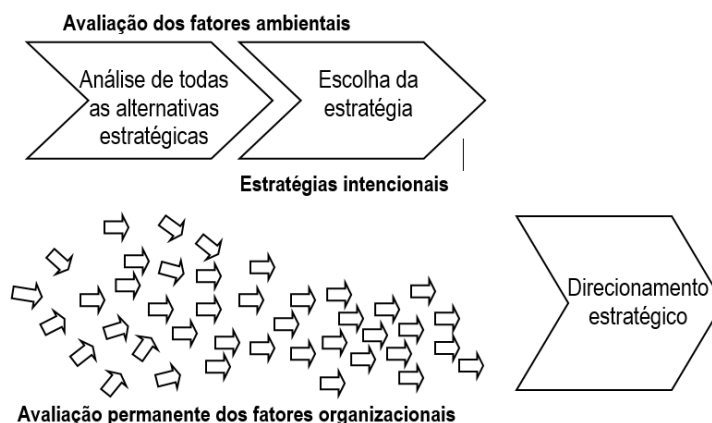 Avaliação dos fatores ambientais
Análise de todas
as alternativas
estratégicas
Escolha da
estratégia
Estratégias intencionais
Direcionamento
estratégico
Avaliação permanente dos fatores organizacionais